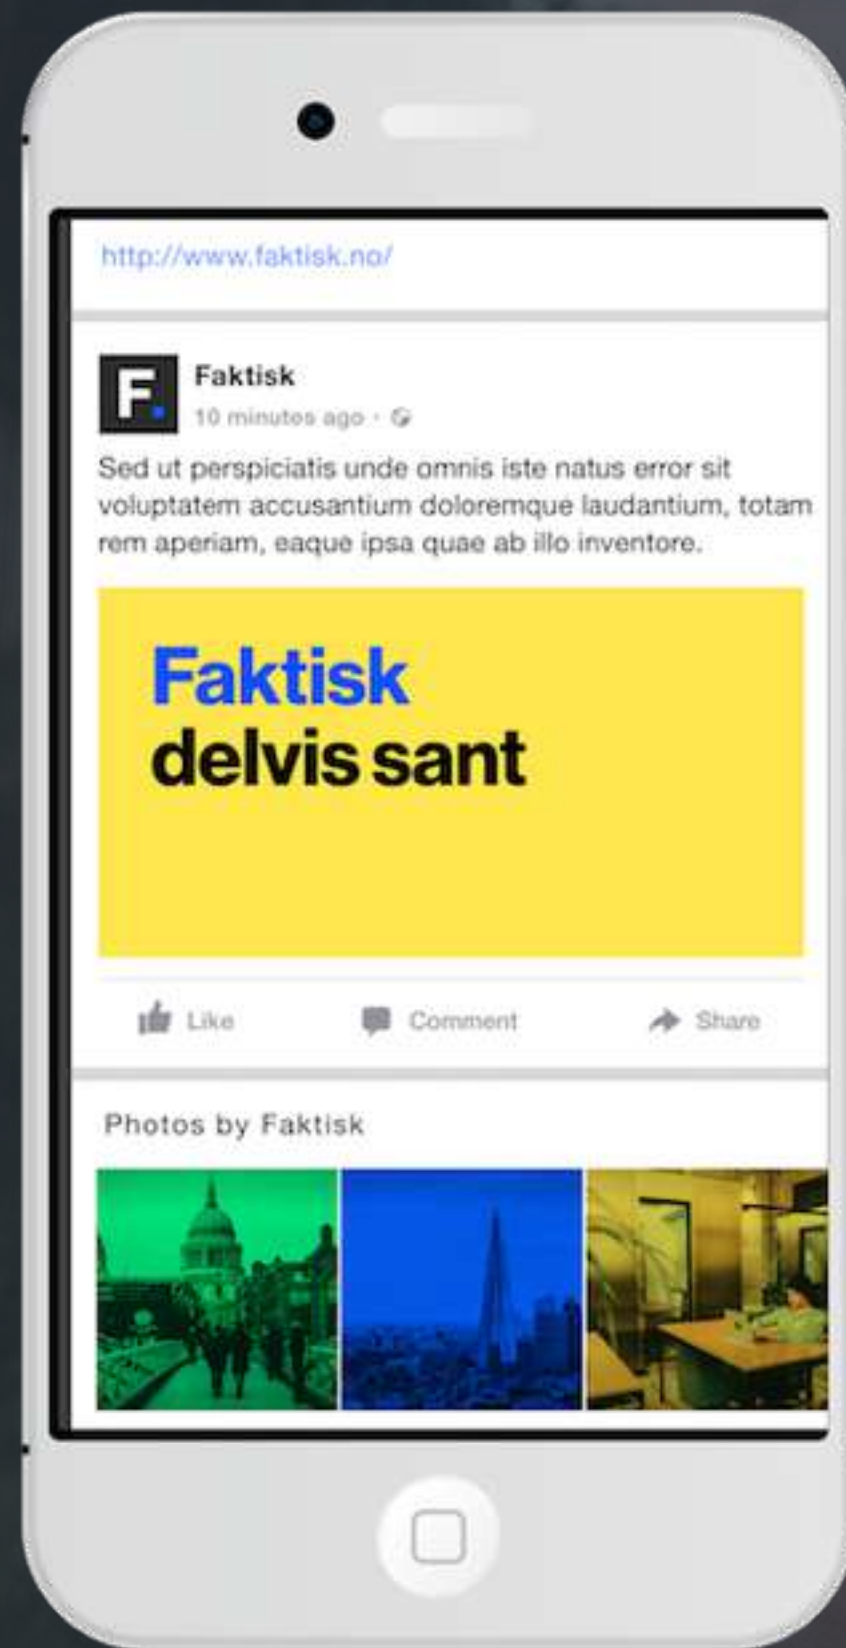 http://www.faktisk.no/
F.
Faktisk
10 minutes ago ·
Sed ut perspiciatis unde omnis iste natus error sit
voluptatem accusantium doloremque laudantium, totam
rem aperiam, eaque ipsa quae ab illo inventore.
Faktisk
delvis sant
Like Comment Share
Photos by Faktisk